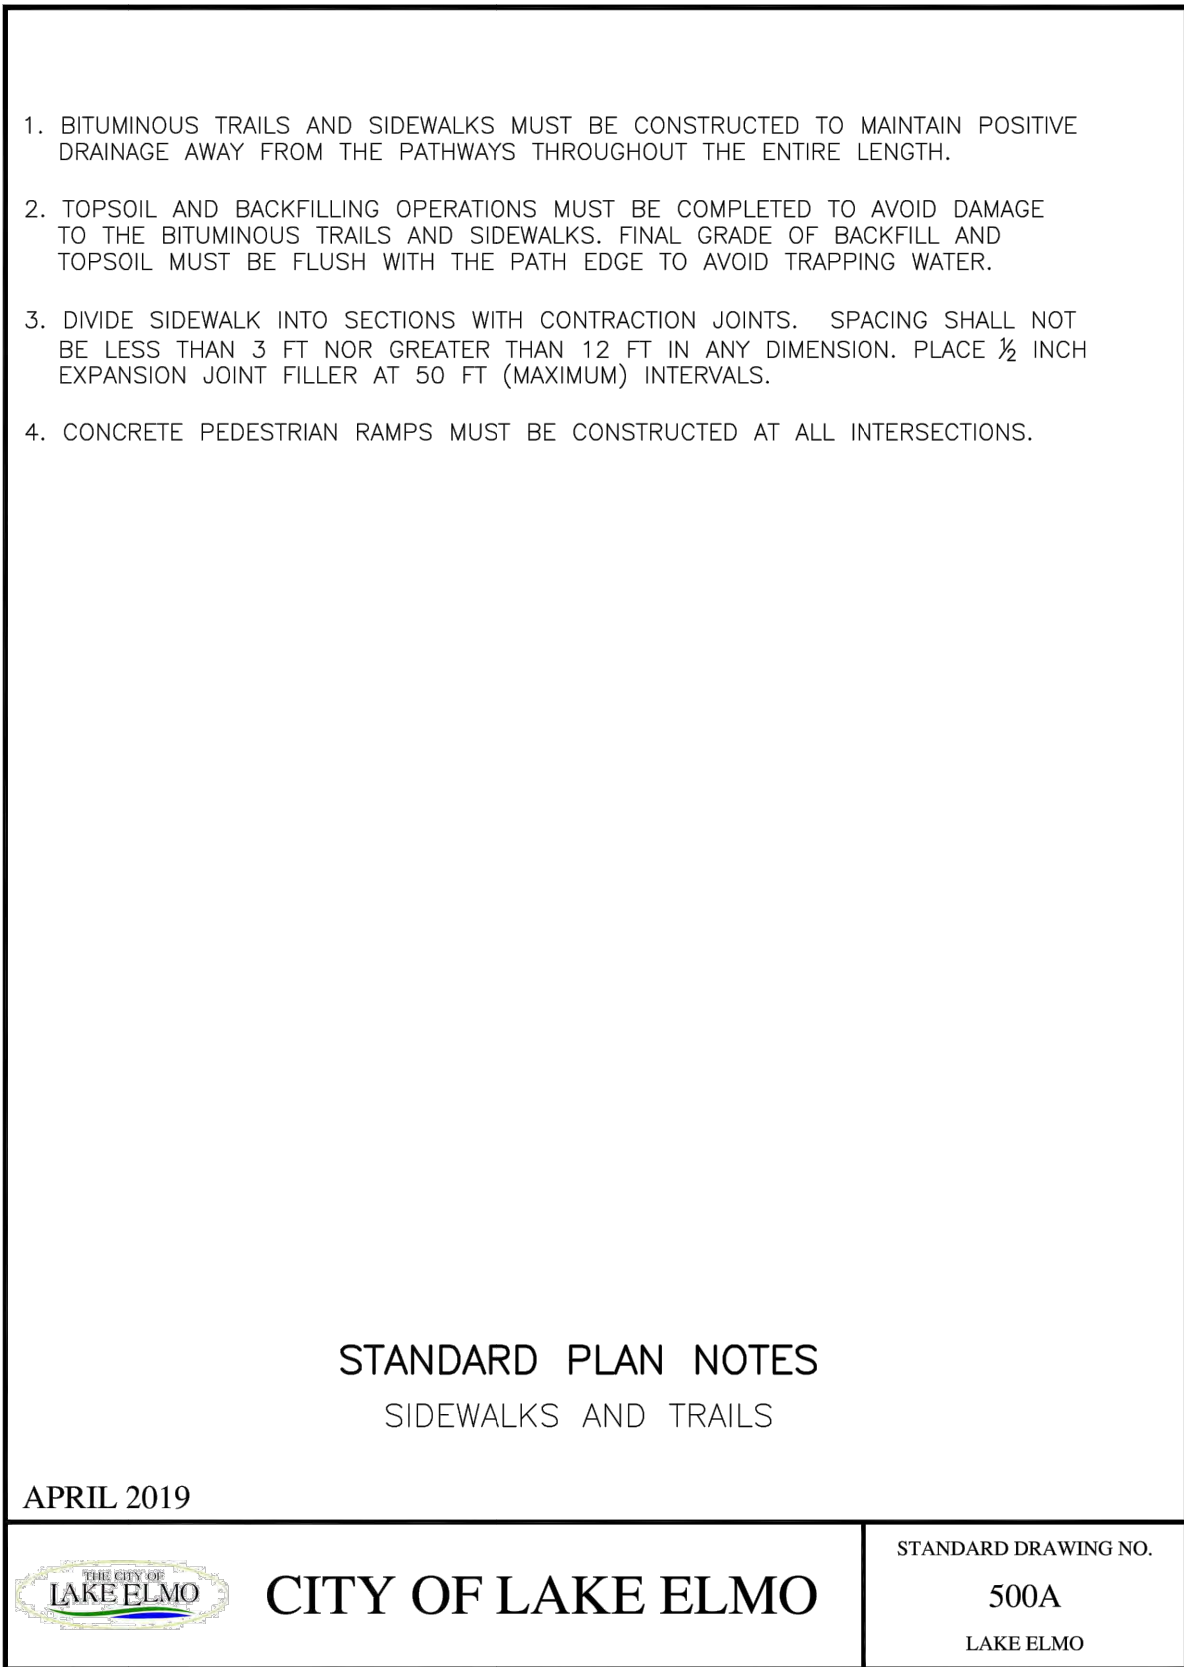 1. BITUMINOUS TRAILS AND SIDEWALKS MUST BE CONSTRUCTED TO MAINTAIN POSITIVE
DRAINAGE AWAY FROM THE PATHWAYS THROUGHOUT THE ENTIRE LENGTH.
2. TOPSOIL AND BACKFILLING OPERATIONS MUST BE COMPLETED TO AVOID DAMAGE
TO THE BITUMINOUS TRAILS AND SIDEWALKS. FINAL GRADE OF BACKFILL AND
TOPSOIL MUST BE FLUSH WITH THE PATH EDGE TO AVOID TRAPPING WATER.
3. DIVIDE SIDEWALK INTO SECTIONS WITH CONTRACTION JOINTS. SPACING SHALL NOT
BE LESS THAN 3 FT NOR GREATER THAN 12 FT IN ANY DIMENSION. PLACE ½ INCH
EXPANSION JOINT FILLER AT 50 FT (MAXIMUM) INTERVALS.
4. CONCRETE PEDESTRIAN RAMPS MUST BE CONSTRUCTED AT ALL INTERSECTIONS.
STANDARD PLAN NOTES
SIDEWALKS AND TRAILS
APRIL 2019
THE CITY OF
LAKE ELMO
CITY OF LAKE ELMO
STANDARD DRAWING NO.
500A
LAKE ELMO